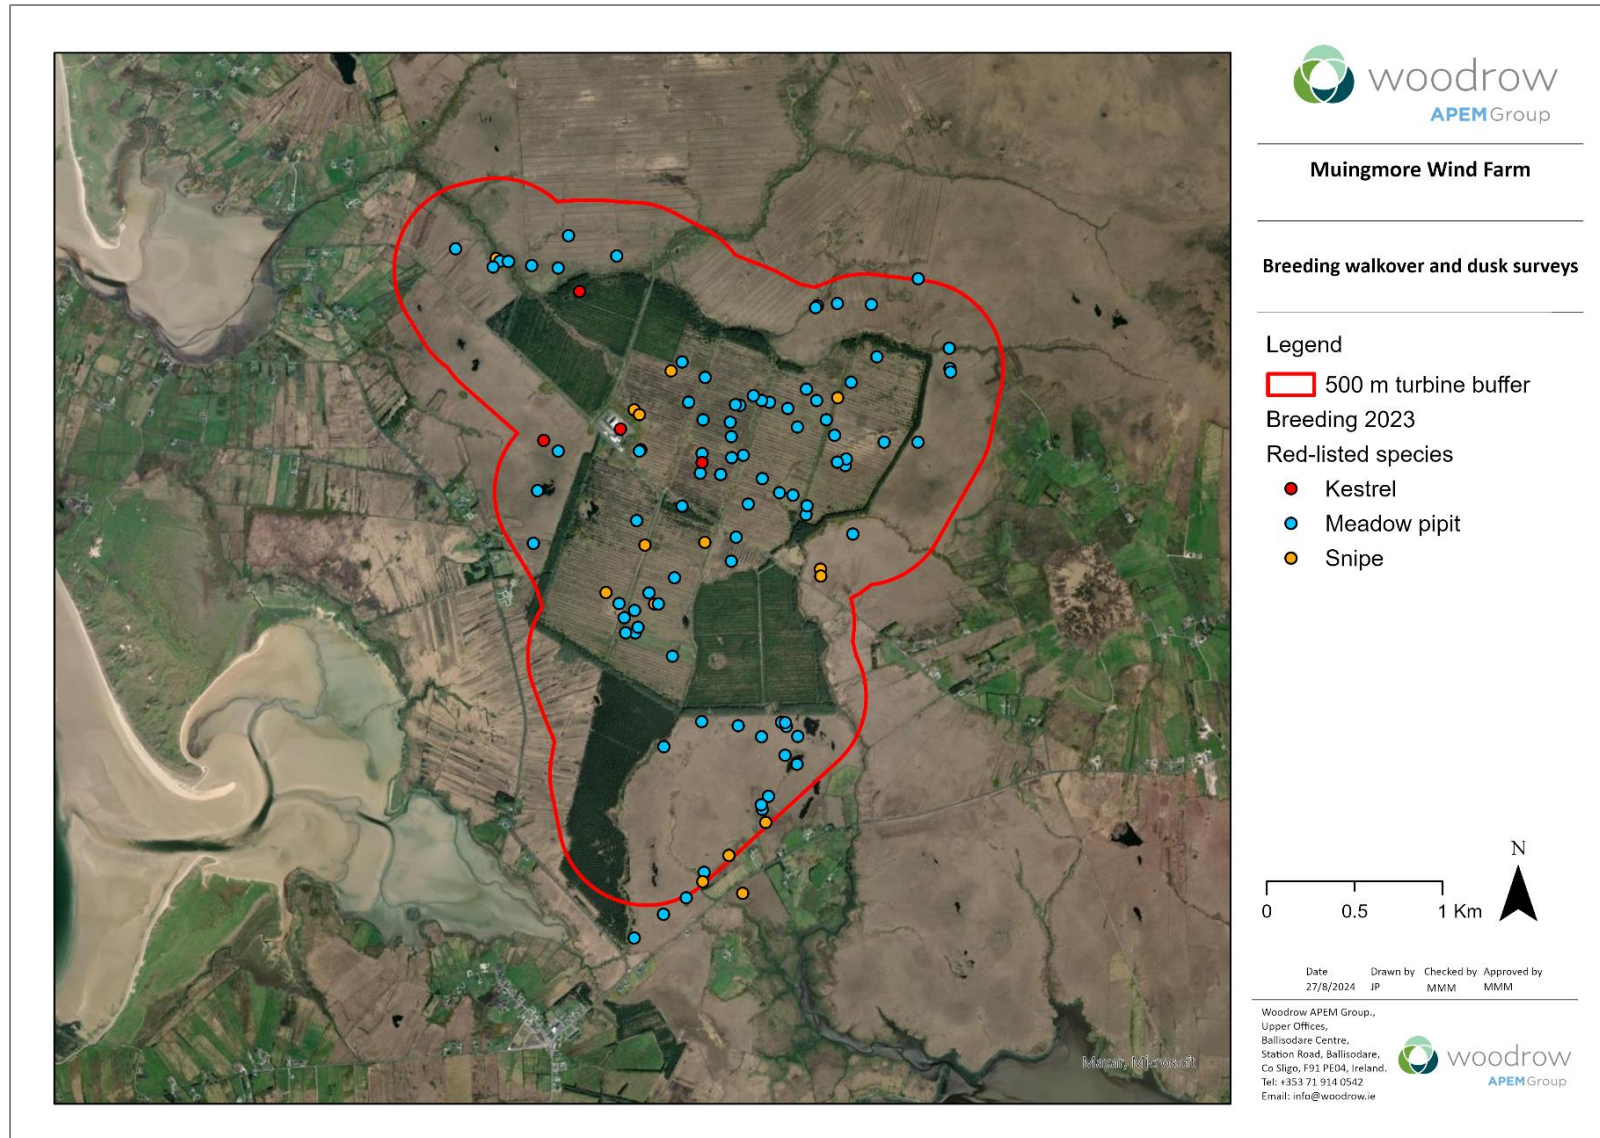 woodrow
APEM Group
Muingmore Wind Farm
Breeding walkover and dusk surveys
Legend
500 m turbine buffer
Breeding 2023
Red-listed species
Kestrel
Meadow pipit
Snipe
N
0 0.5 1 Km
Date Drawn by Checked by Approved by
27/8/2024 JP MMM MMM
Woodrow APEM Group.,
Upper Offices,
Ballisodare Centre,
Station Road, Ballisodare,
Co Sligo, F91 PE04, Ireland.
Tel: +353 71 914 0542
Email: info@woodrow.ie
woodrow
APEM Group
Maxar, Microsoft